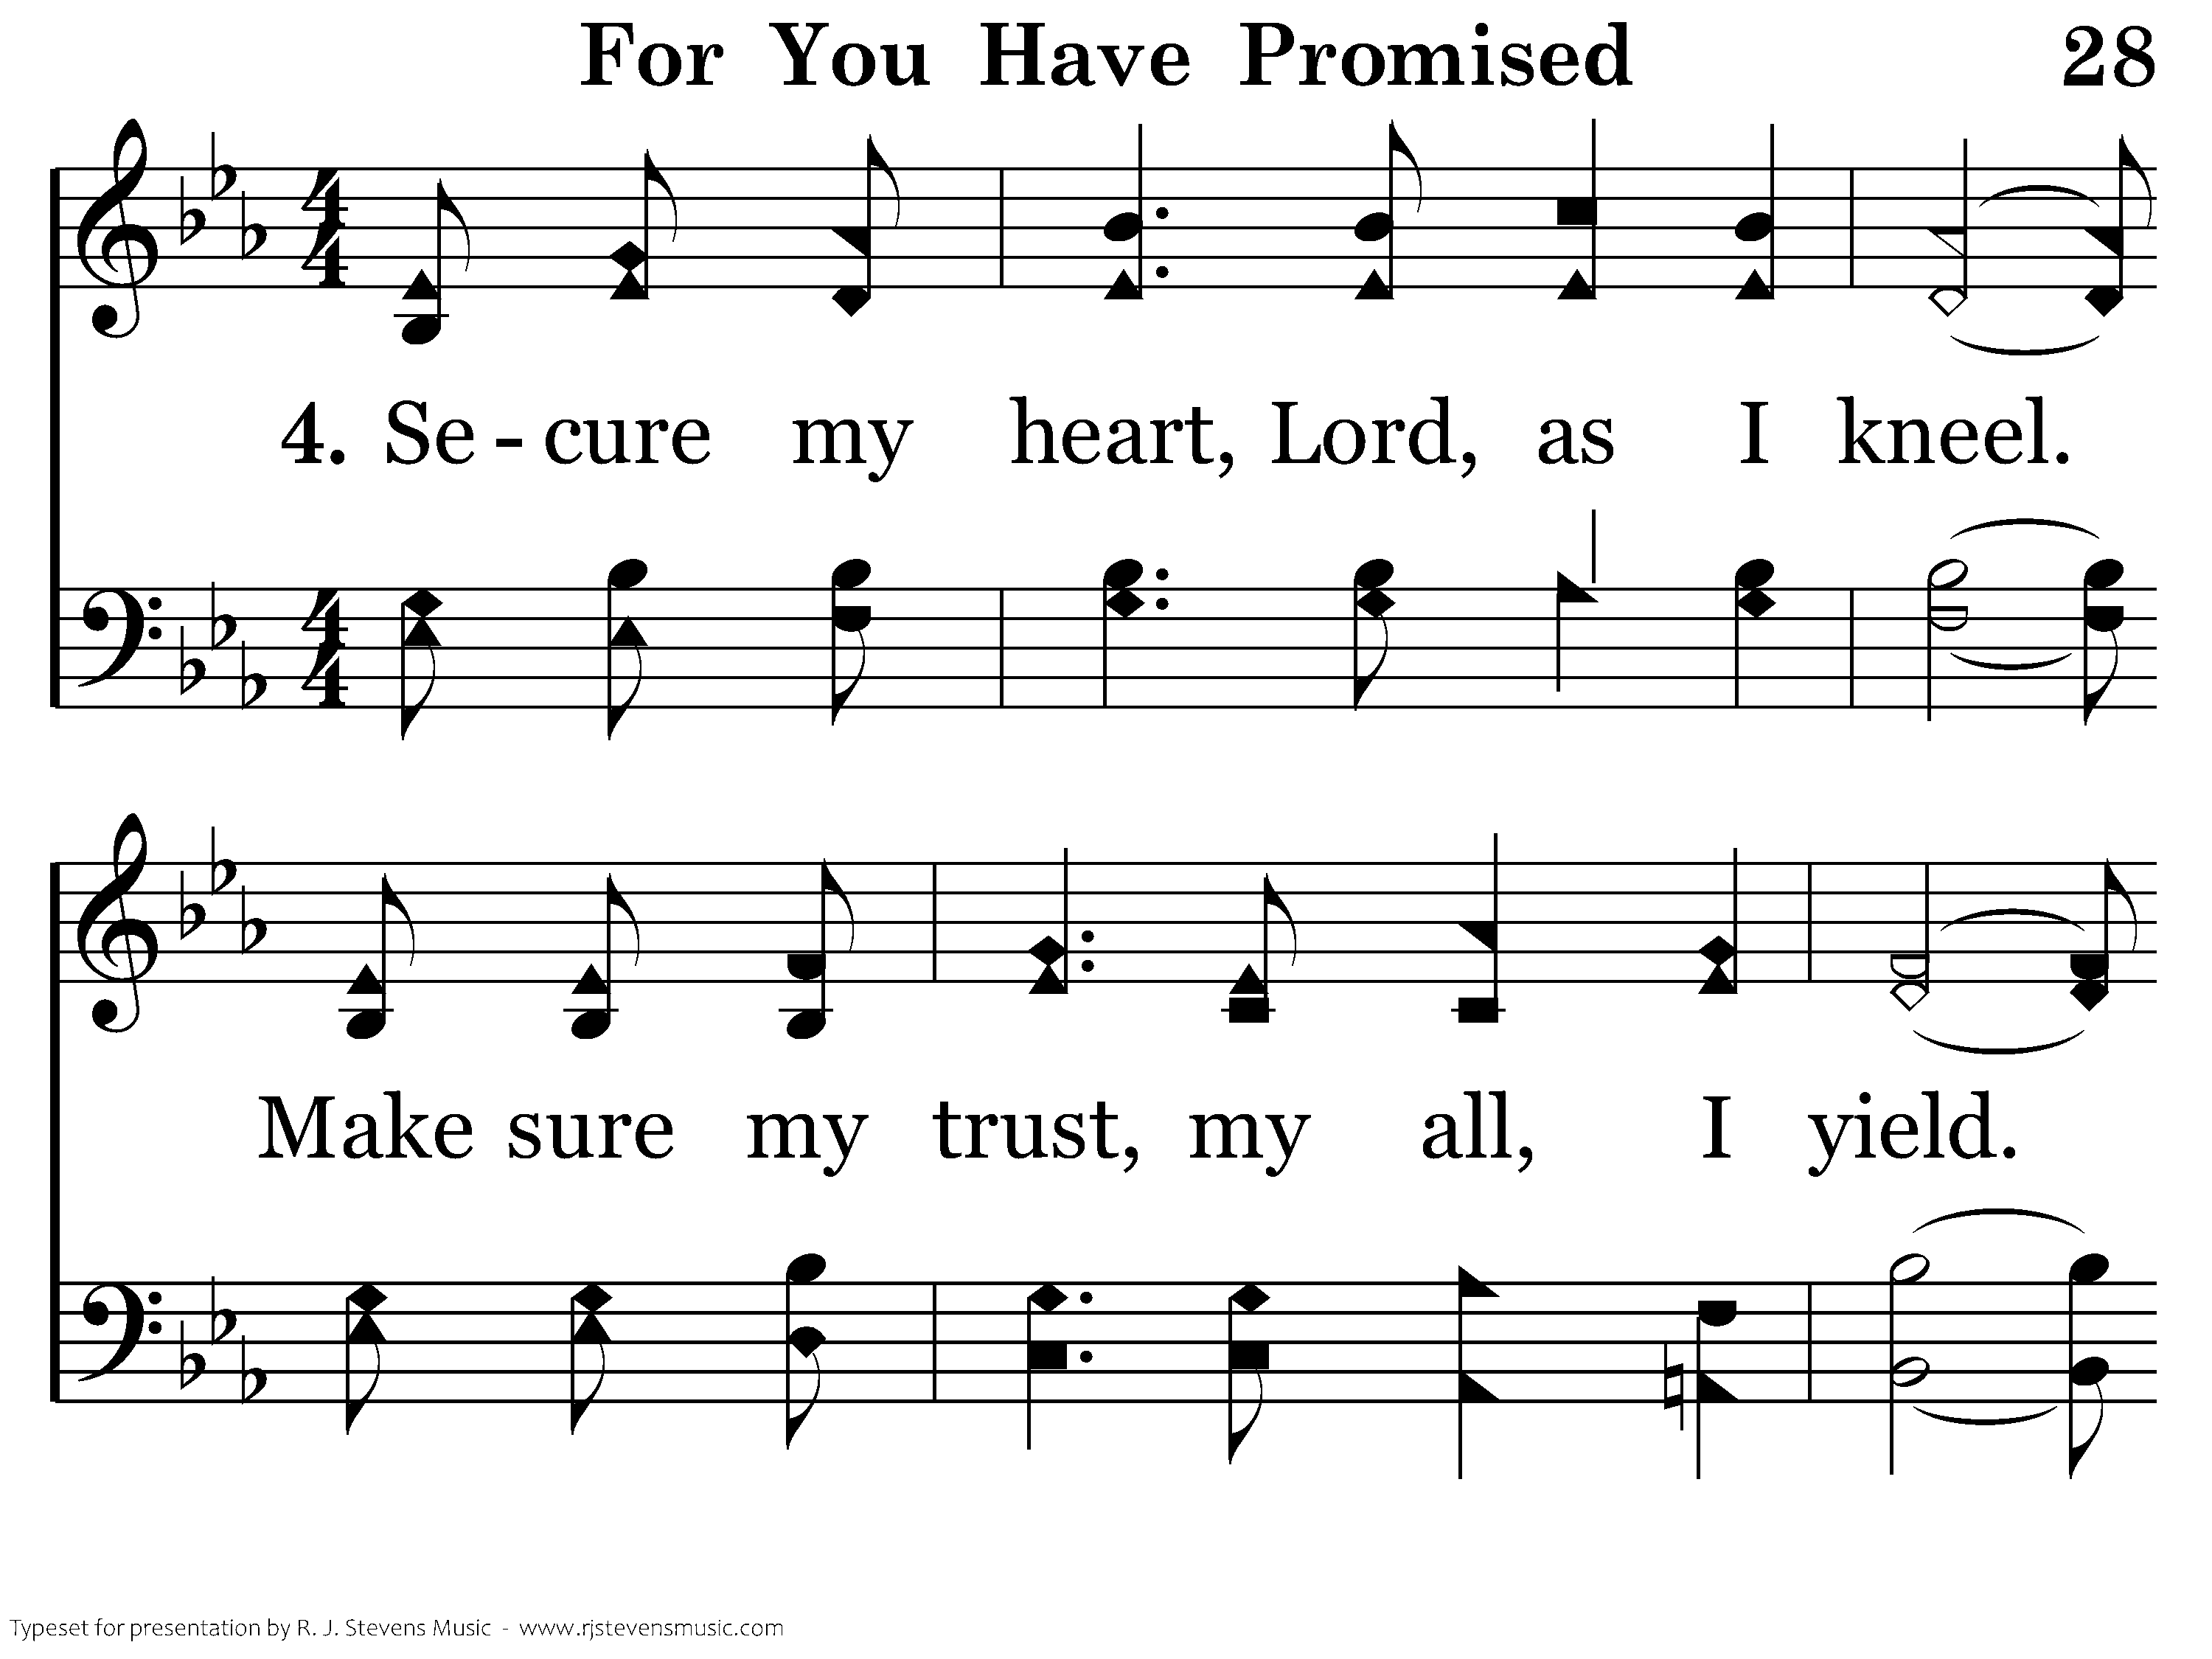 For You Have Promised 28
4. Se - cure my heart, Lord, as I kneel.
Make sure my trust, my all, I yield.
Typeset for presentation by R. J. Stevens Music - www.rjstevensmusic.com